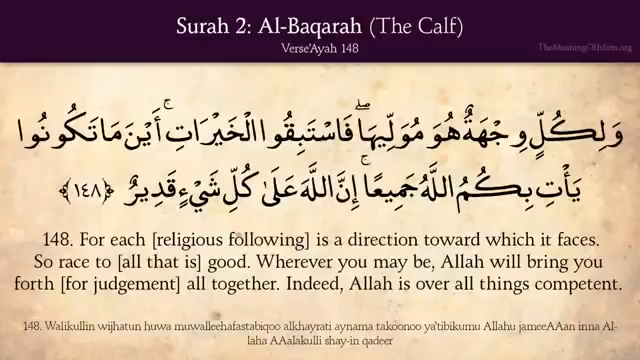 Surah 2: Al-Baqarah (The Calf)
Verse'Ayah 148
TheMeaningOfIslam.org
وَلِكُلٍّ وِجْهَةٌ هُوَ مُوَلِّيهَا ۖ فَاسْتَبِقُوا الْخَيْرَاتِ ۚ أَيْنَ مَا تَكُونُوا
يَأْتِ بِكُمُ اللَّهُ جَمِيعًا ۚ إِنَّ اللَّهَ عَلَىٰ كُلِّ شَيْءٍ قَدِيرٌ ﴿١٤٨﴾
148. For each [religious following] is a direction toward which it faces.
So race to [all that is] good. Wherever you may be, Allah will bring you
forth [for judgement] all together. Indeed, Allah is over all things competent.
148. Walikullin wijhatun huwa muwalleehafastabiqoo alkhayrati aynama takoonoo ya'tibikumu Allahu jameeAAan inna Al-
laha AAalakulli shay-in qadeer